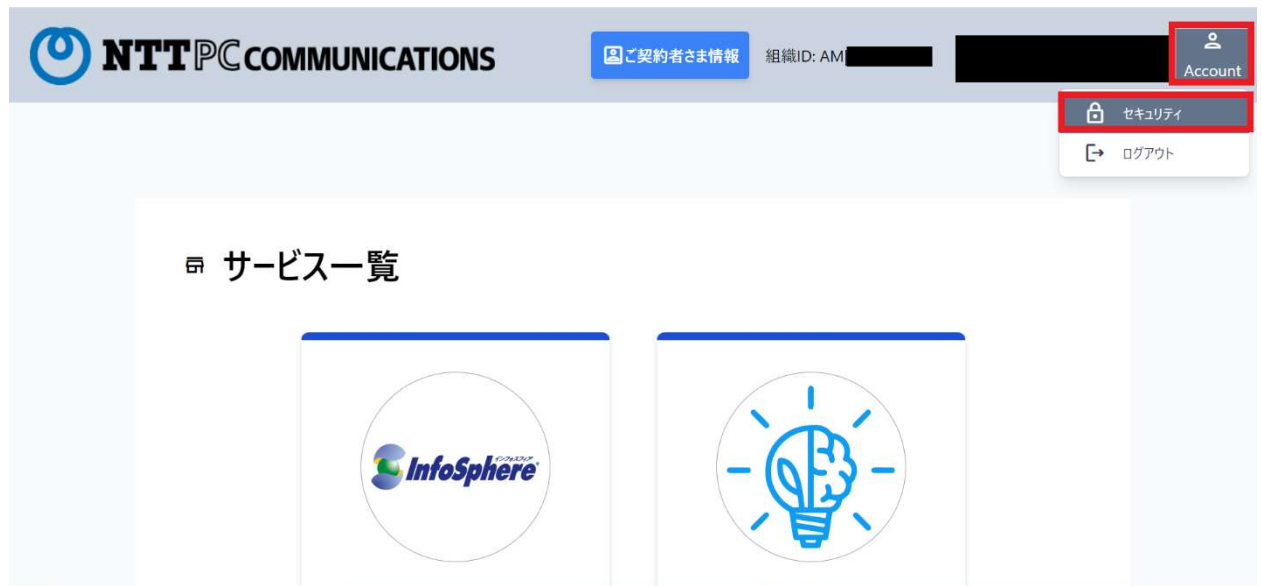 NTTPC COMMUNICATIONS
ご契約者さま情報
組織ID: AM
Account
セキュリティ
ログアウト
サービス一覧
インフォスフィア
InfoSphere